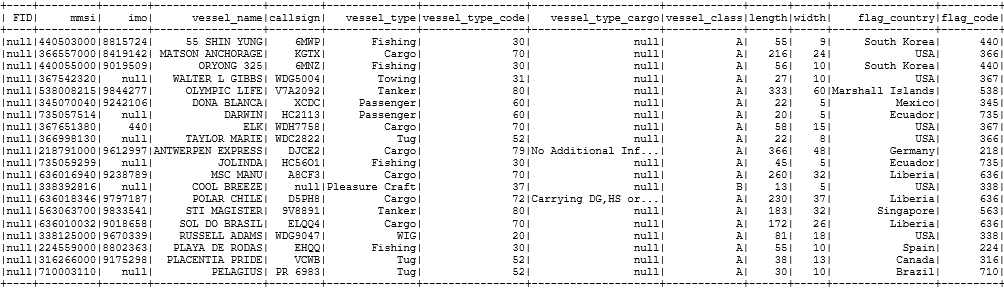 | FID|     mmsi|    imo|      vessel_name|callsign|   vessel_type|vessel_type_code|   vessel_type_cargo|vessel_class|length|width|    flag_country|flag_code|
|null|440503000|8815724|     55 SHIN YUNG|    6MWP|       Fishing|              30|                null|           A|    55|    9|     South Korea|      440|
|null|366557000|8419142| MATSON ANCHORAGE|    KGTX|         Cargo|              70|                null|           A|   216|   24|             USA|      366|
|null|440055000|9019509|       ORYONG 325|    6MNZ|       Fishing|              30|                null|           A|    56|   10|     South Korea|      440|
|null|367542320|   null|   WALTER L GIBBS| WDG5004|        Towing|              31|                null|           A|    27|   10|             USA|      367|
|null|538008215|9844277|     OLYMPIC LIFE| V7A2092|        Tanker|              80|                null|           A|   333|   60|Marshall Islands|      538|
|null|345070040|9242106|      DONA BLANCA|    XCDC|     Passenger|              60|                null|           A|    22|    5|          Mexico|      345|
|null|735057514|   null|           DARWIN|  HC2113|     Passenger|              60|                null|           A|    20|    5|         Ecuador|      735|
|null|367651380|    440|              ELK| WDH7758|         Cargo|              70|                null|           A|    58|   15|             USA|      367|
|null|366998130|   null|     TAYLOR MARIE| WDC2822|           Tug|              52|                null|           A|    22|    8|             USA|      366|
|null|218791000|9612997|ANTWERPEN EXPRESS|   DJCE2|         Cargo|              79|No Additional Inf...|           A|   366|   48|         Germany|      218|
|null|735059299|   null|         JOLINDA|  HC5601|       Fishing|              30|                null|           A|    45|    5|         Ecuador|      735|
|null|636016940|9238789|         MSC MANU|   A8CF3|         Cargo|              70|                null|           A|   260|   32|         Liberia|      636|
|null|338392816|   null|      COOL BREEZE|    null|Pleasure Craft|              37|                null|           B|    13|    5|             USA|      338|
|null|636018346|9797187|      POLAR CHILE|   D5PH8|         Cargo|              72|Carrying DG,HS or...|           A|   230|   37|         Liberia|      636|
|null|563063700|9833541|     STI MAGISTER|  9V8891|        Tanker|              80|                null|           A|   183|   32|       Singapore|      563|
|null|636010032|9018658|    SOL DO BRASIL|   ELQQ4|         Cargo|              70|                null|           A|   172|   26|         Liberia|      636|
|null|338125000|9670339|    RUSSELL ADAMS| WDG9047|           WIG|              20|                null|           A|    81|   18|             USA|      338|
|null|224559000|8802363|   PLAYA DE RODAS|    EHQQ|       Fishing|              30|                null|           A|    55|   10|           Spain|      224|
|null|316266000|9175298|  PLACENTIA PRIDE|    VCWB|           Tug|              52|                null|           A|    38|   13|          Canada|      316|
|null|710003110|   null|         PELAGIUS| PR 6983|           Tug|              52|                null|           A|    30|   10|          Brazil|      710|